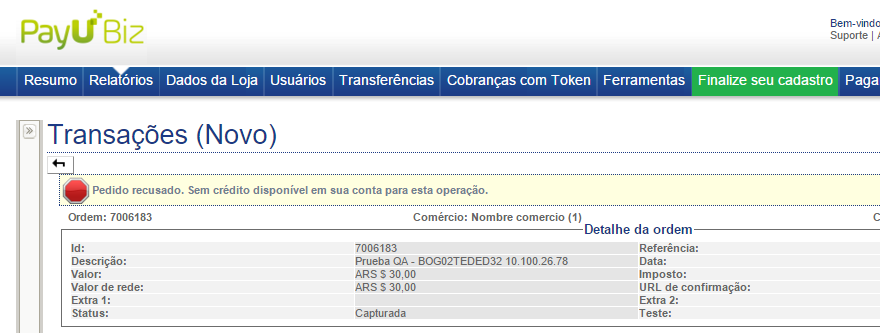 PayU Biz
Bem-vindo
Suporte |
Resumo Relatórios Dados da Loja Usuários Transferências Cobranças com Token Ferramentas Finalize seu cadastro Paga
Transações (Novo)
Pedido recusado. Sem crédito disponível em sua conta para esta operação.
Ordem: 7006183 Comércio: Nombre comercio (1) C
Detalhe da ordem
Id: 7006183 Referência:
Descrição: Prueba QA - BOG02TEDED32 10.100.26.78 Data:
Valor: ARS $ 30,00 Imposto:
Valor de rede: ARS $ 30,00 URL de confirmação:
Extra 1: Extra 2:
Status: Capturada Teste: